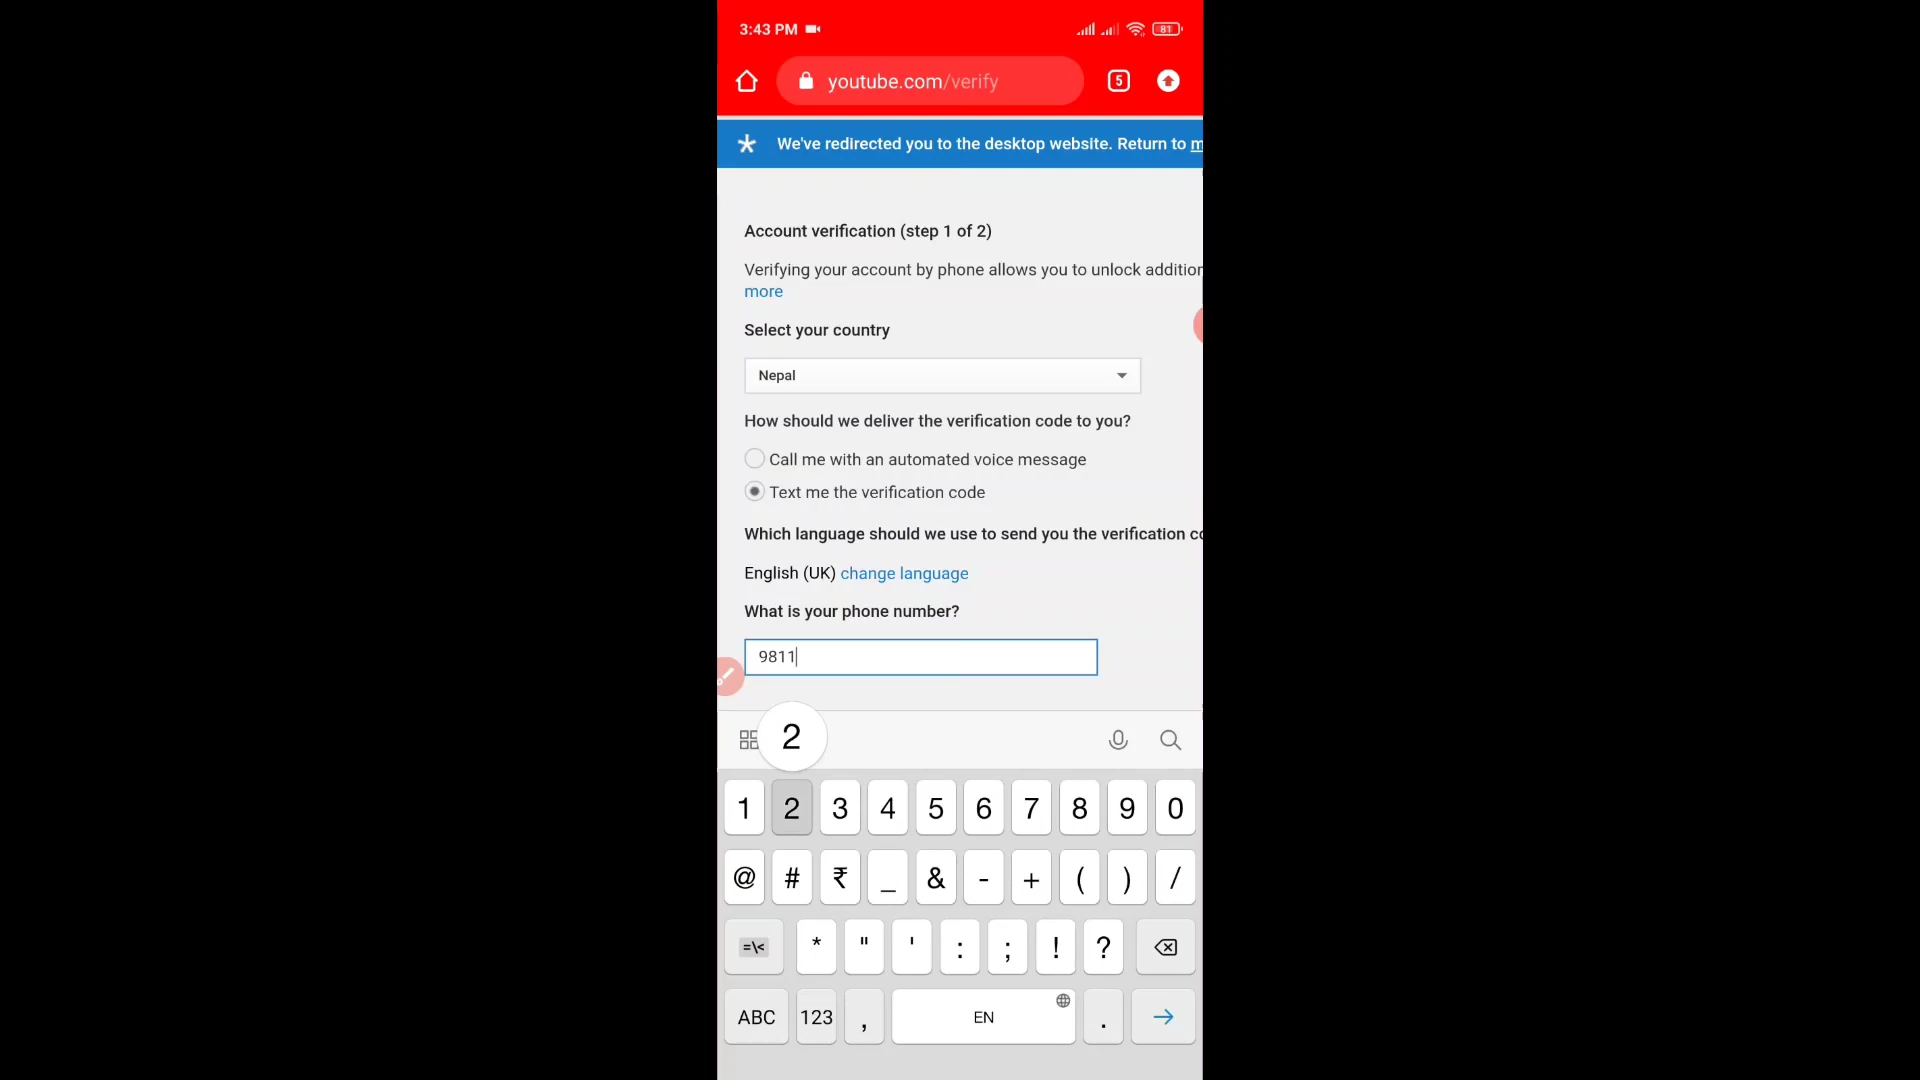 3:43 PM
81
youtube.com/verify
5
We've redirected you to the desktop website. Return to m
Account verification (step 1 of 2)
Verifying your account by phone allows you to unlock addition
more
Select your country
Nepal
How should we deliver the verification code to you?
Call me with an automated voice message
Text me the verification code
Which language should we use to send you the verification co
English (UK) change language
What is your phone number?
9811
2
1 2 3 4 5 6 7 8 9 0
@ # ₹ _ & - + ( ) /
=\< * " ' : ; ! ?
ABC 123 , EN .